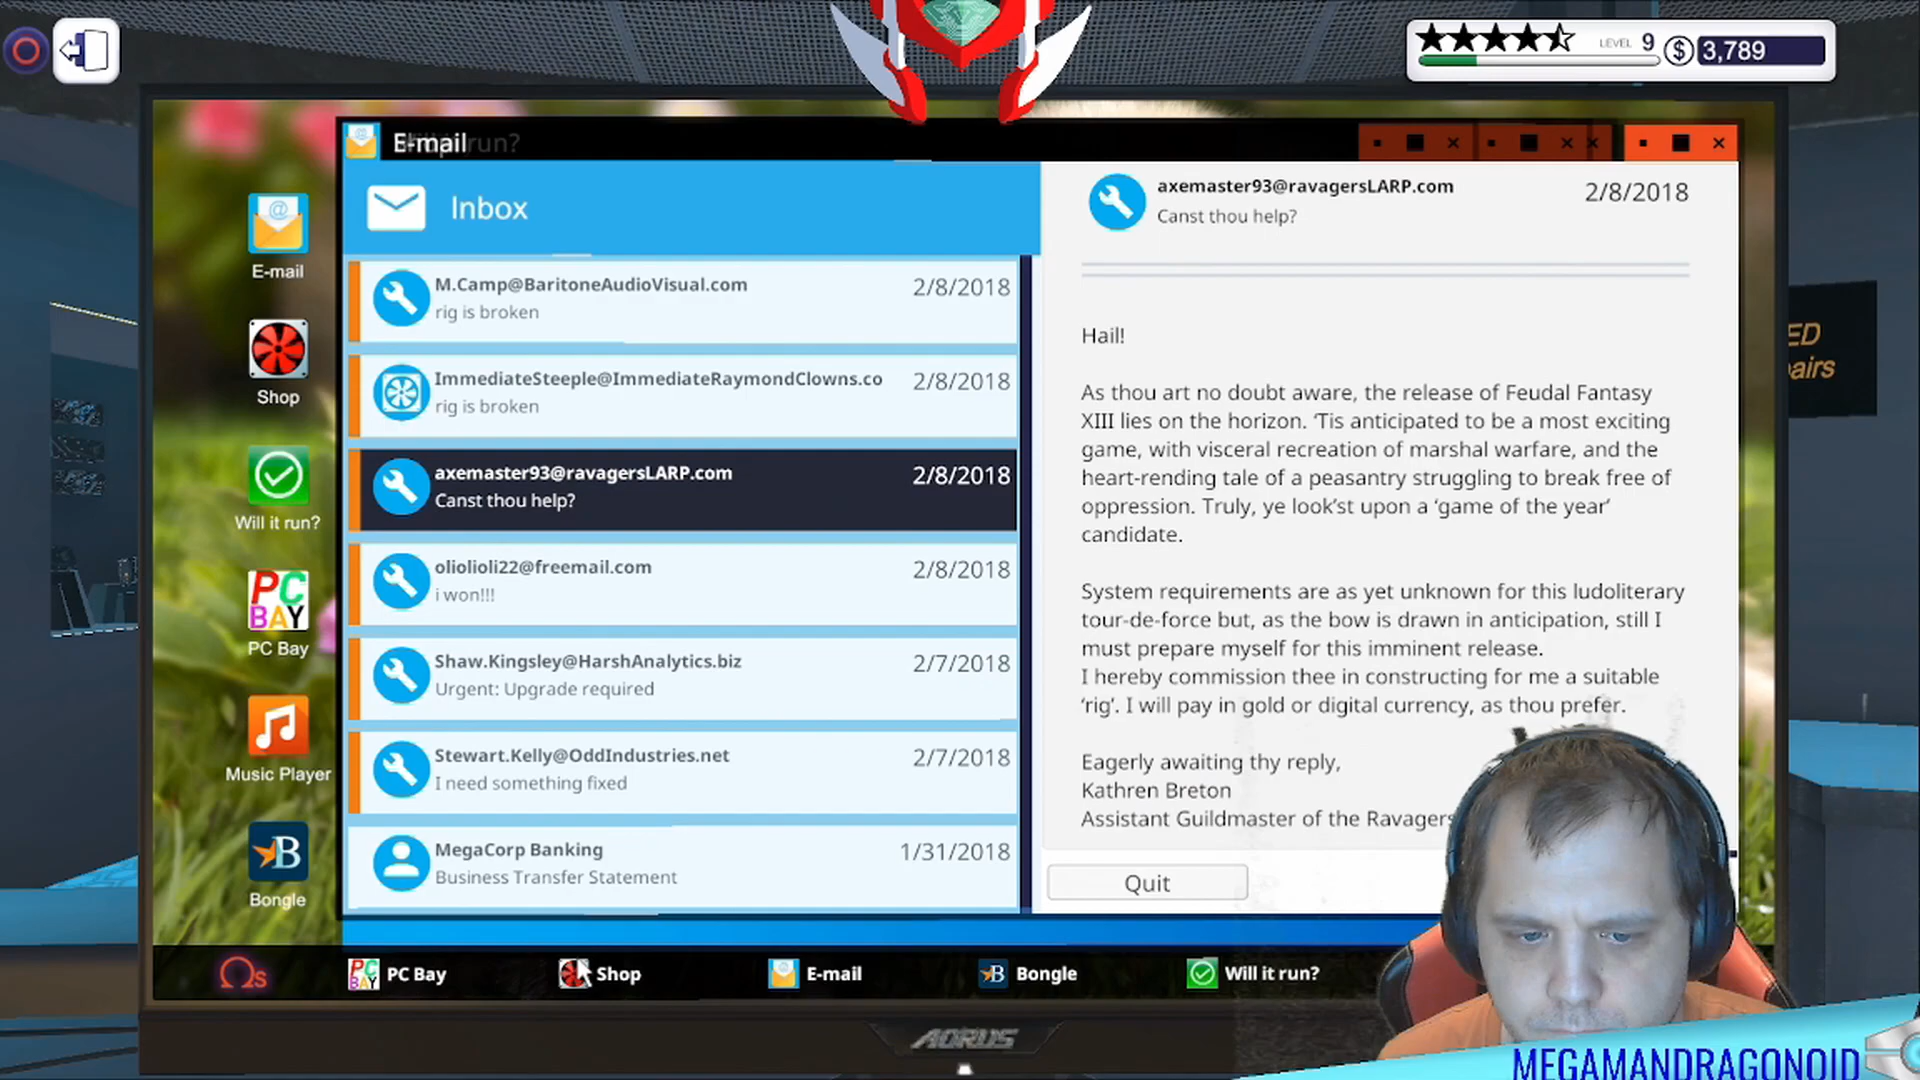 LEVEL 9
$ 3,789
E-mail
run?
Inbox
axemaster93@ravagersLARP.com
2/8/2018
Canst thou help?
M.Camp@BaritoneAudioVisual.com
2/8/2018
rig is broken
ImmediateSteeple@ImmediateRaymondClowns.co
2/8/2018
rig is broken
axemaster93@ravagersLARP.com
2/8/2018
Canst thou help?
oliolioli22@freemail.com
2/8/2018
i won!!!
Shaw.Kingsley@HarshAnalytics.biz
2/7/2018
Urgent: Upgrade required
Stewart.Kelly@OddIndustries.net
2/7/2018
I need something fixed
MegaCorp Banking
1/31/2018
Business Transfer Statement
Hail!
As thou art no doubt aware, the release of Feudal Fantasy
XIII lies on the horizon. ‘Tis anticipated to be a most exciting
game, with visceral recreation of marshal warfare, and the
heart-rending tale of a peasantry struggling to break free of
oppression. Truly, ye look’st upon a ‘game of the year’
candidate.
System requirements are as yet unknown for this ludoliterary
tour-de-force but, as the bow is drawn in anticipation, still I
must prepare myself for this imminent release.
I hereby commission thee in constructing for me a suitable
‘rig’. I will pay in gold or digital currency, as thou prefer.
Eagerly awaiting thy reply,
Kathren Breton
Assistant Guildmaster of the Ravagers
Quit
E-mail
Shop
Will it run?
PC
BAY
PC Bay
Music Player
B
Bongle
ED
airs
PC Bay
Shop
E-mail
Bongle
Will it run?
AORUS
MEGAMANDRAGONOID